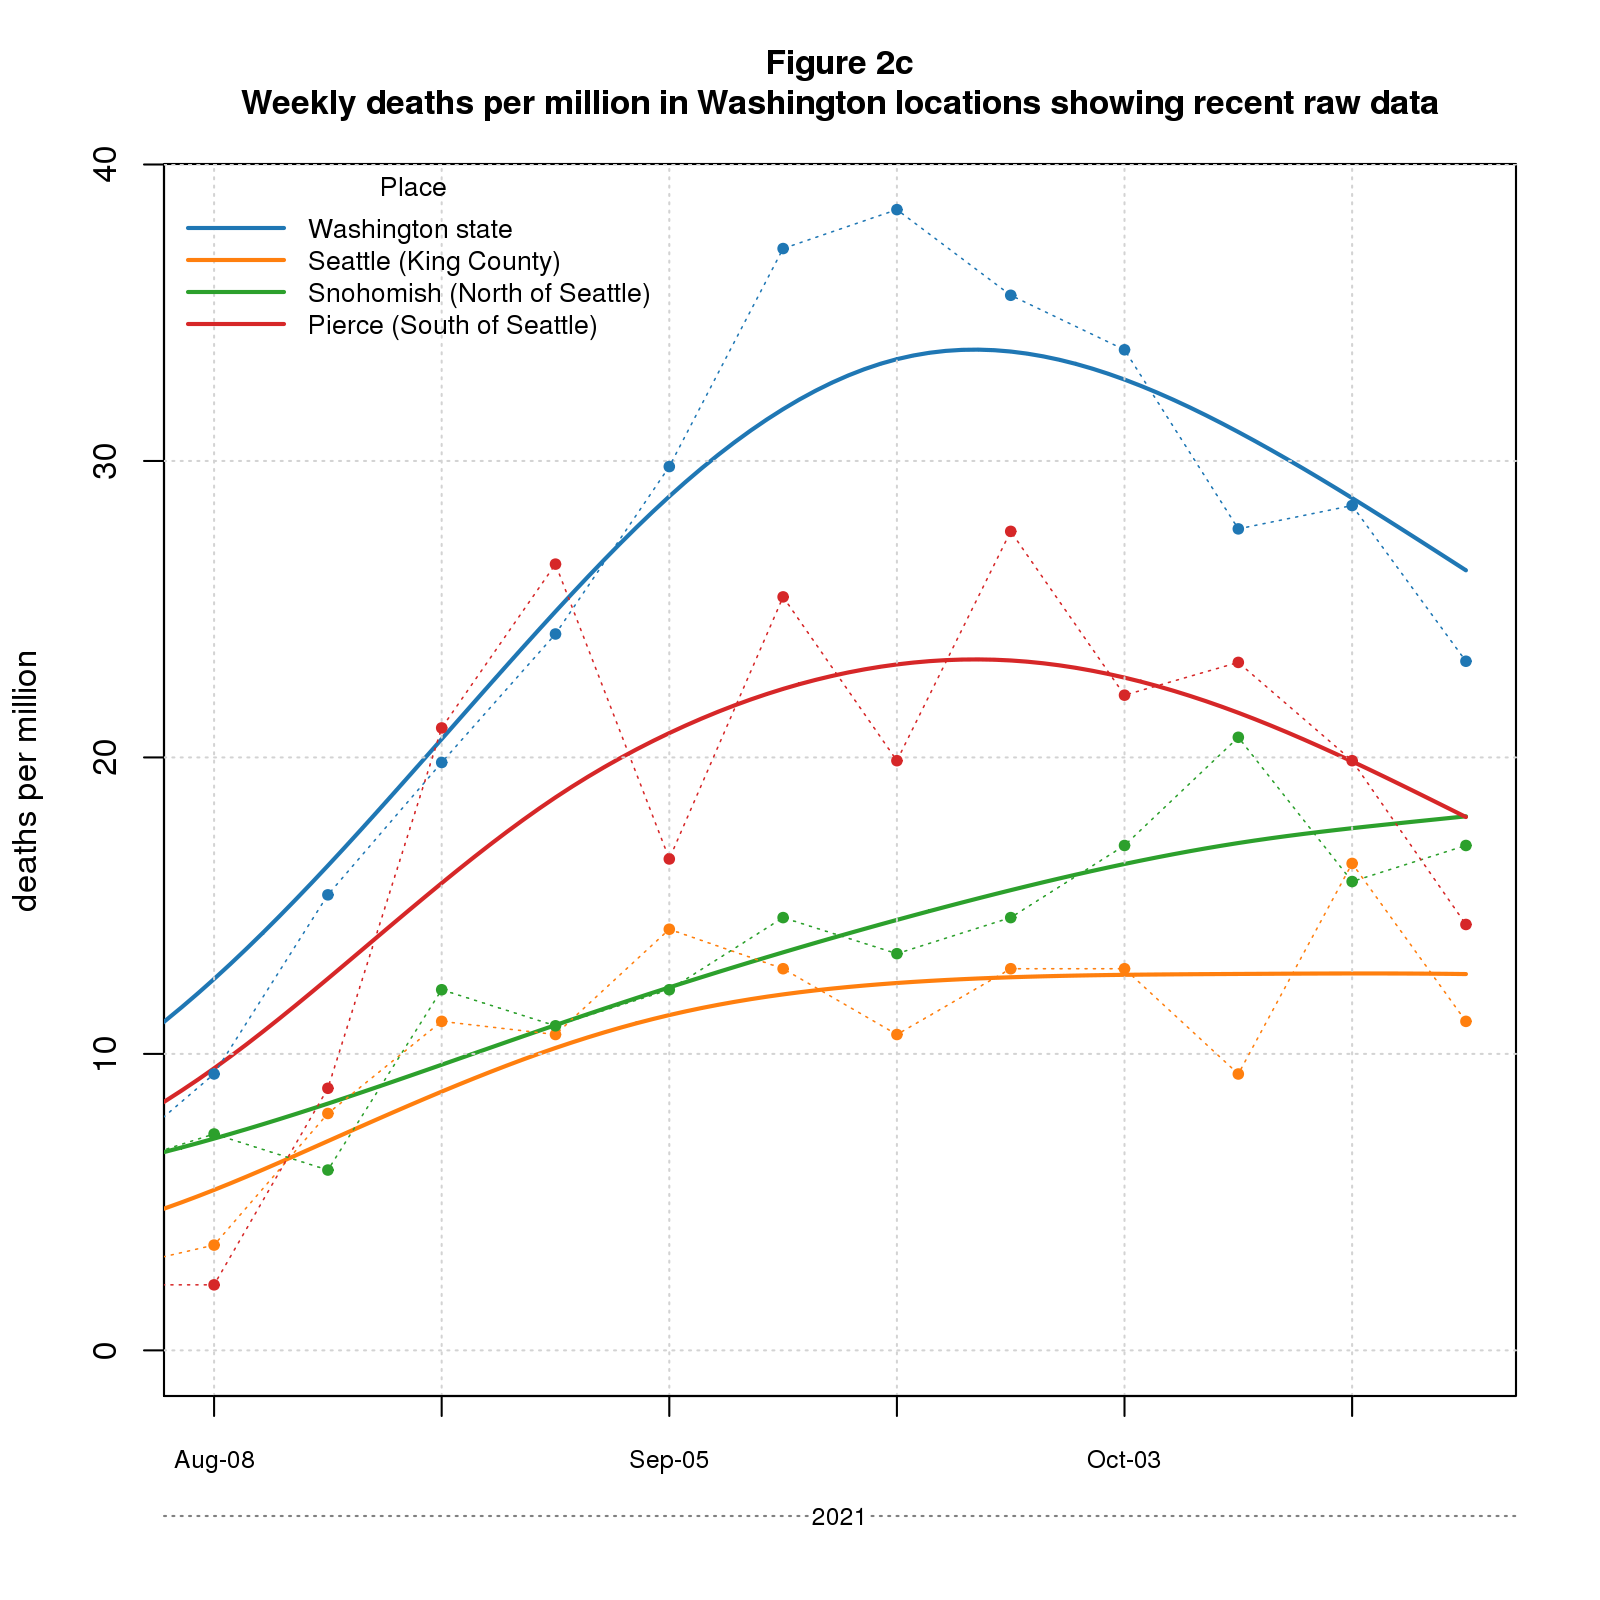 Figure 2c
Weekly deaths per million in Washington locations showing recent raw data
deaths per million
40
30
20
10
0
Place
Washington state
Seattle (King County)
Snohomish (North of Seattle)
Pierce (South of Seattle)
Aug-08
Sep-05
Oct-03
2021